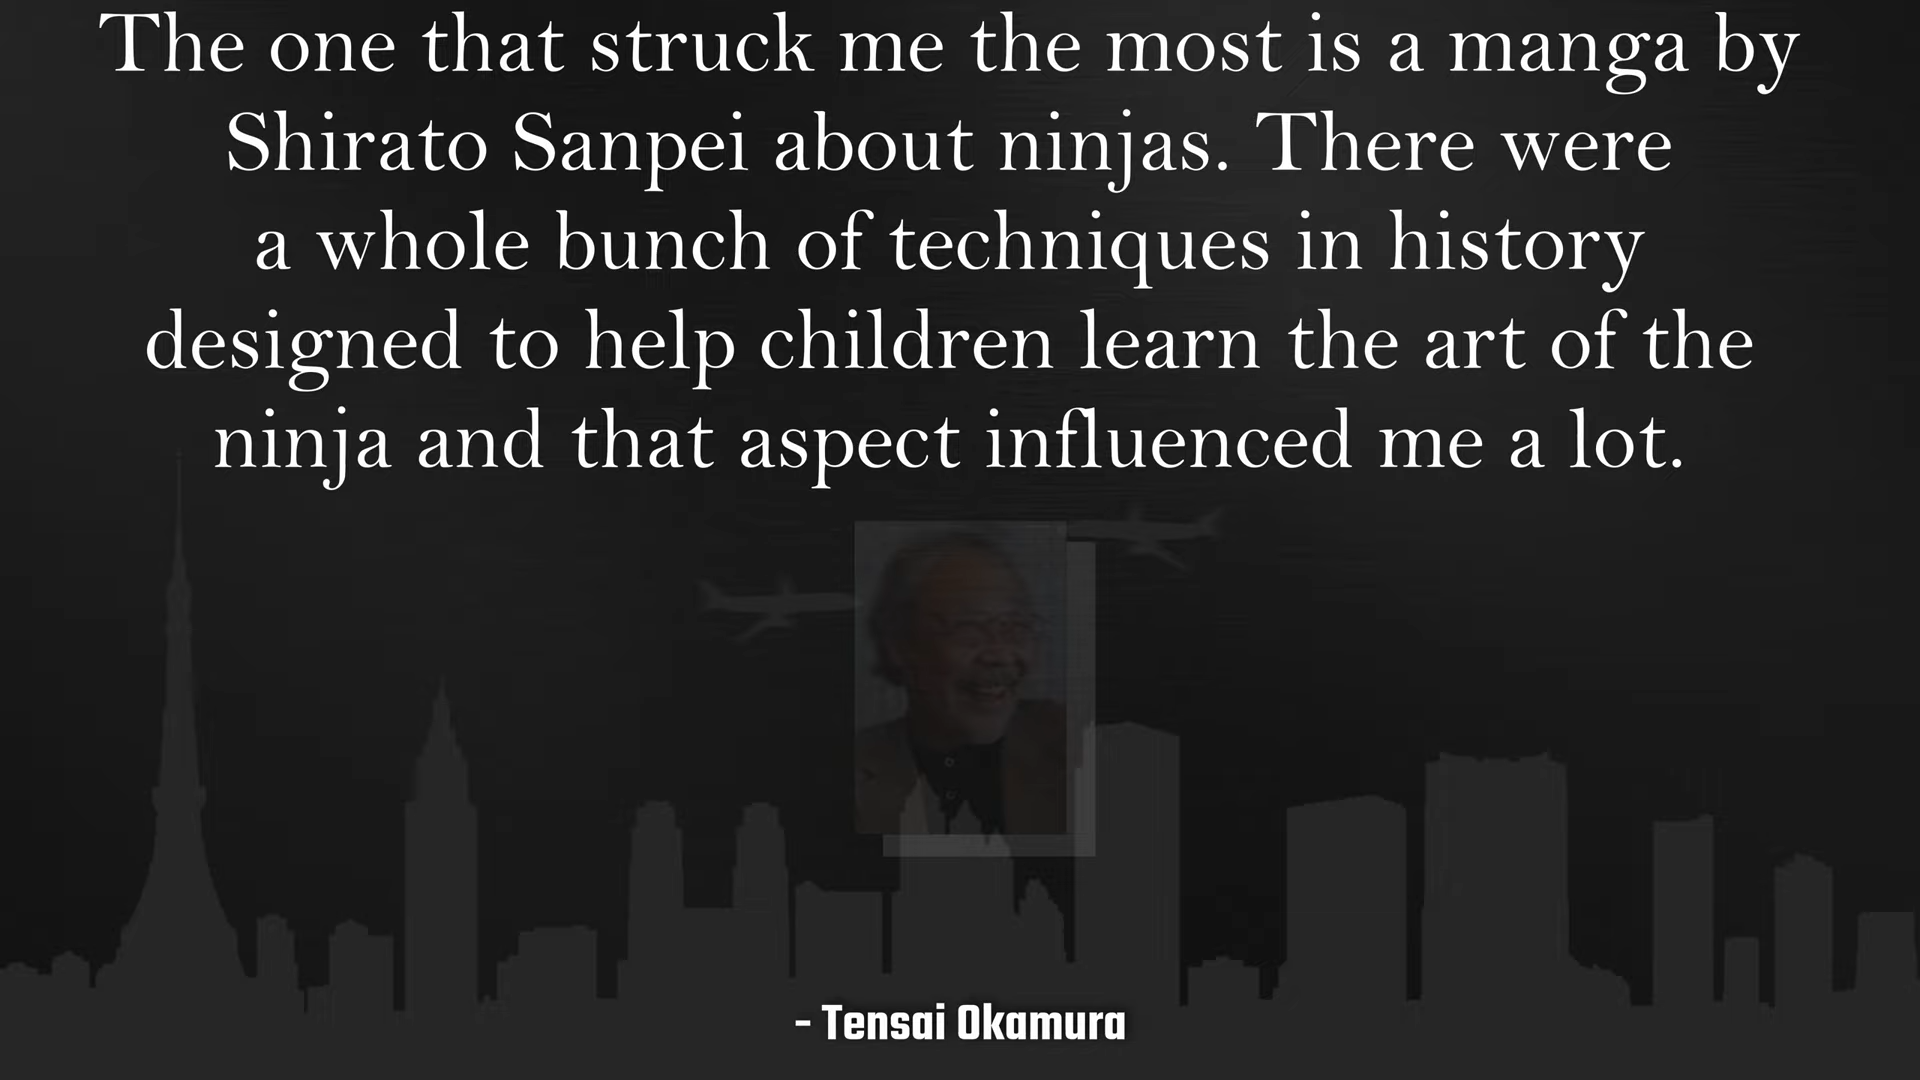 The one that struck me the most is a manga by
Shirato Sanpei about ninjas. There were
a whole bunch of techniques in history
designed to help children learn the art of the
ninja and that aspect influenced me a lot.
- Tensai Okamura